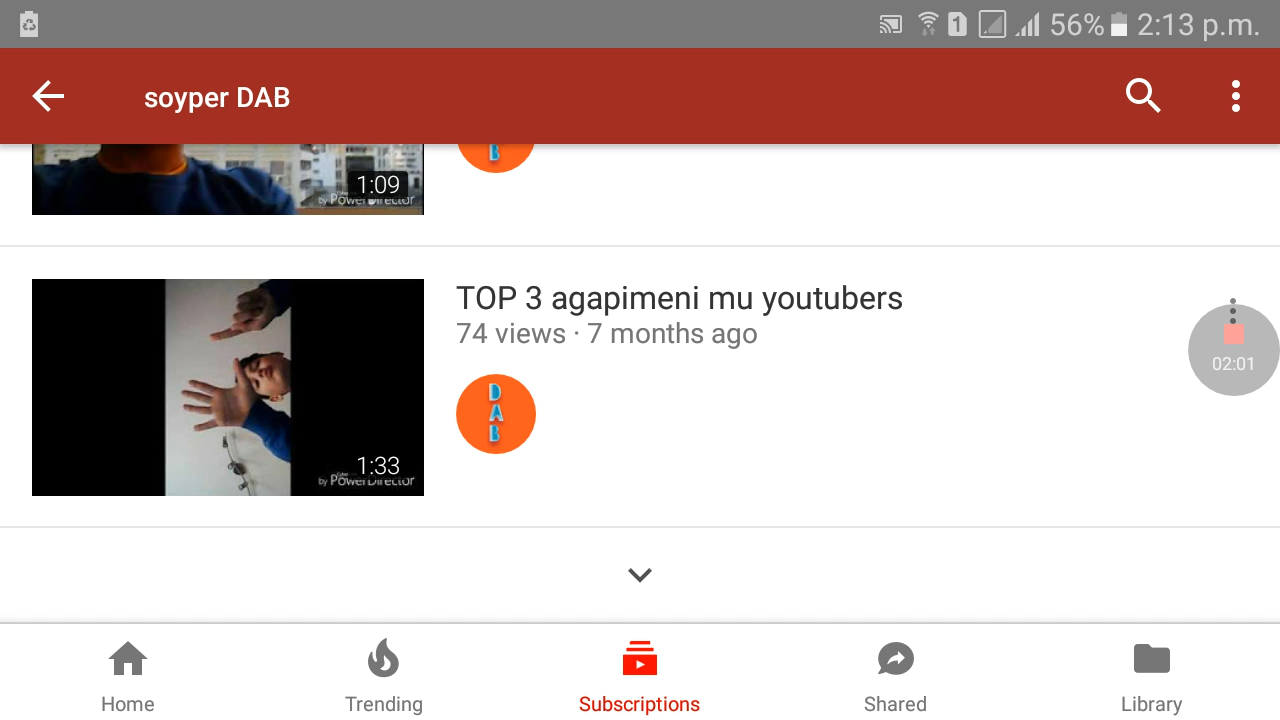 1 56% 2:13 p.m.
soyper DAB
B
1:09
by PowerDirector
TOP 3 agapimeni mu youtubers
74 views · 7 months ago
02:01
D
A
B
1:33
by PowerDirector
Home Trending Subscriptions Shared Library